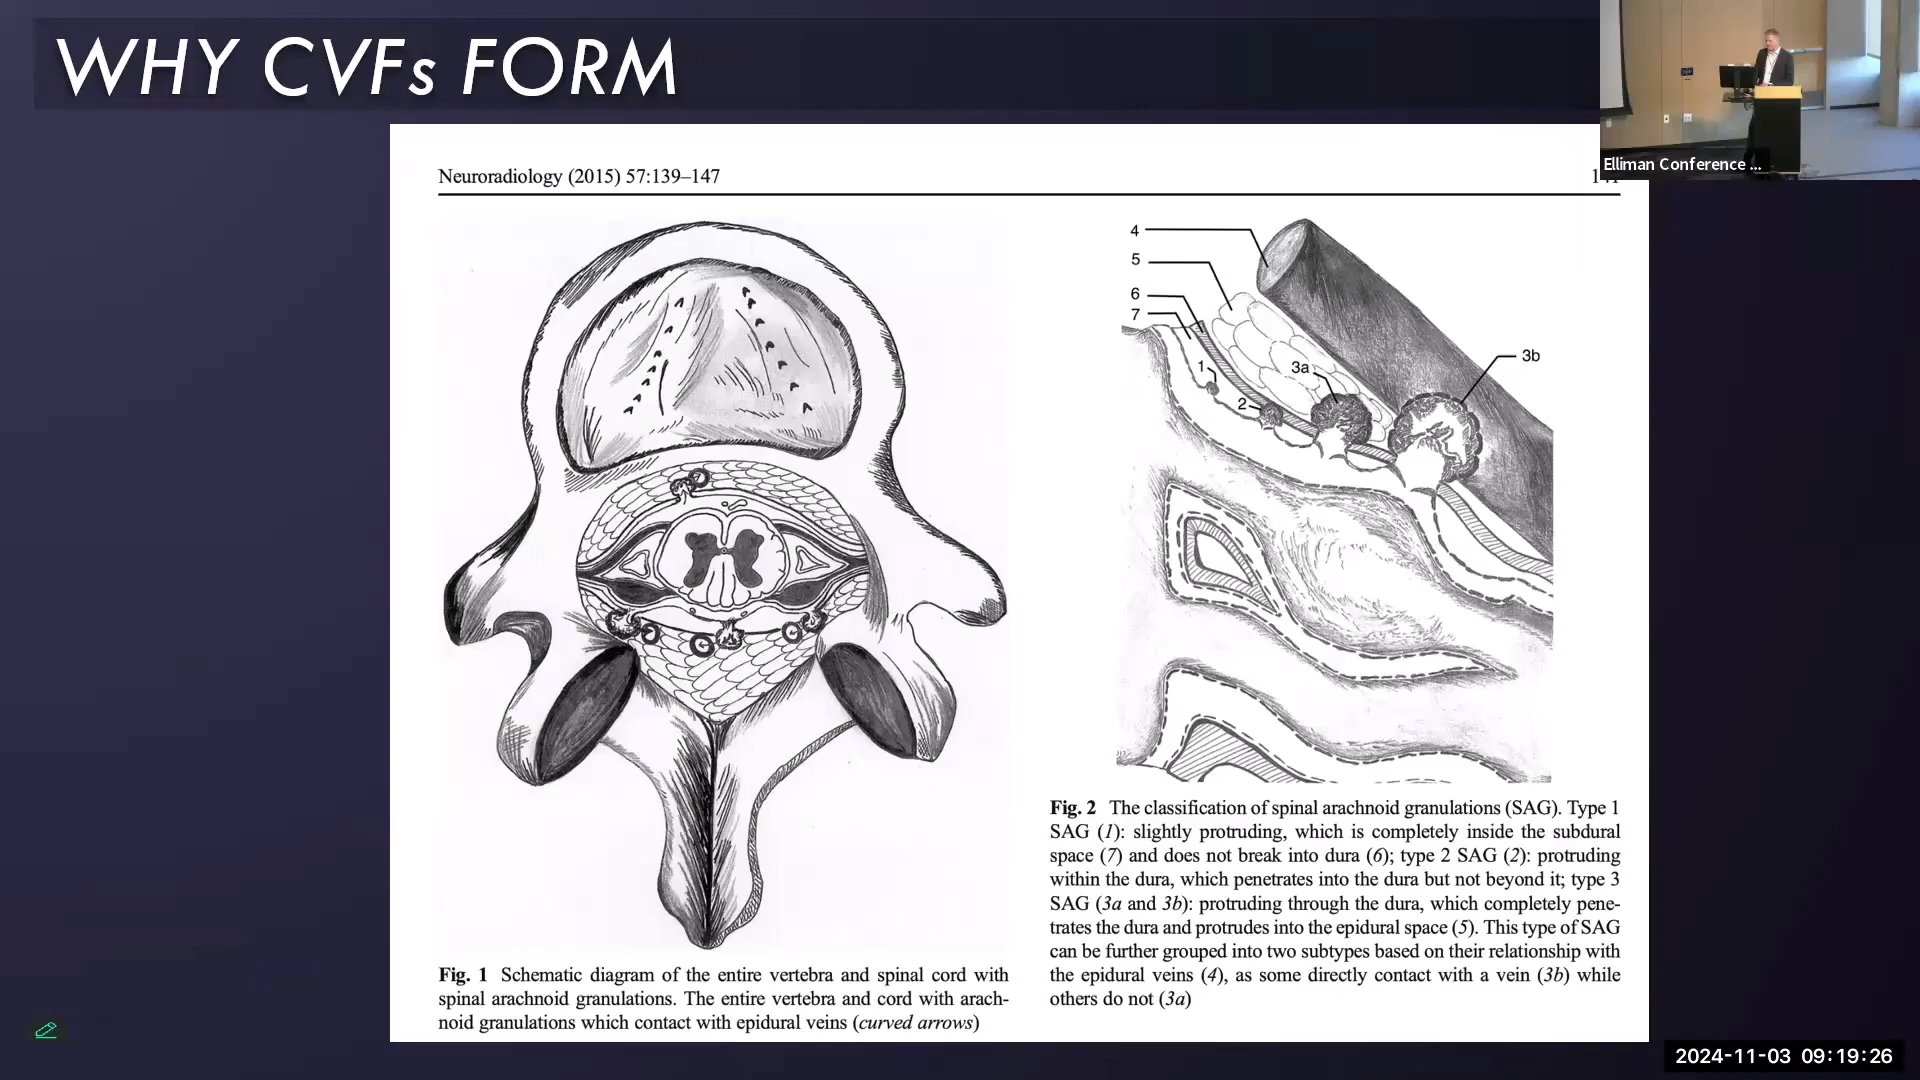 WHY CVFs FORM
Elliman Conference ...
Neuroradiology (2015) 57:139–147
4
5
6
7
1
2
3a
3b
Fig. 1 Schematic diagram of the entire vertebra and spinal cord with
spinal arachnoid granulations. The entire vertebra and cord with arach-
noid granulations which contact with epidural veins (curved arrows)
Fig. 2 The classification of spinal arachnoid granulations (SAG). Type 1
SAG (1): slightly protruding, which is completely inside the subdural
space (7) and does not break into dura (6); type 2 SAG (2): protruding
within the dura, which penetrates into the dura but not beyond it; type 3
SAG (3a and 3b): protruding through the dura, which completely pene-
trates the dura and protrudes into the epidural space (5). This type of SAG
can be further grouped into two subtypes based on their relationship with
the epidural veins (4), as some directly contact with a vein (3b) while
others do not (3a)
2024-11-03 09:19:26